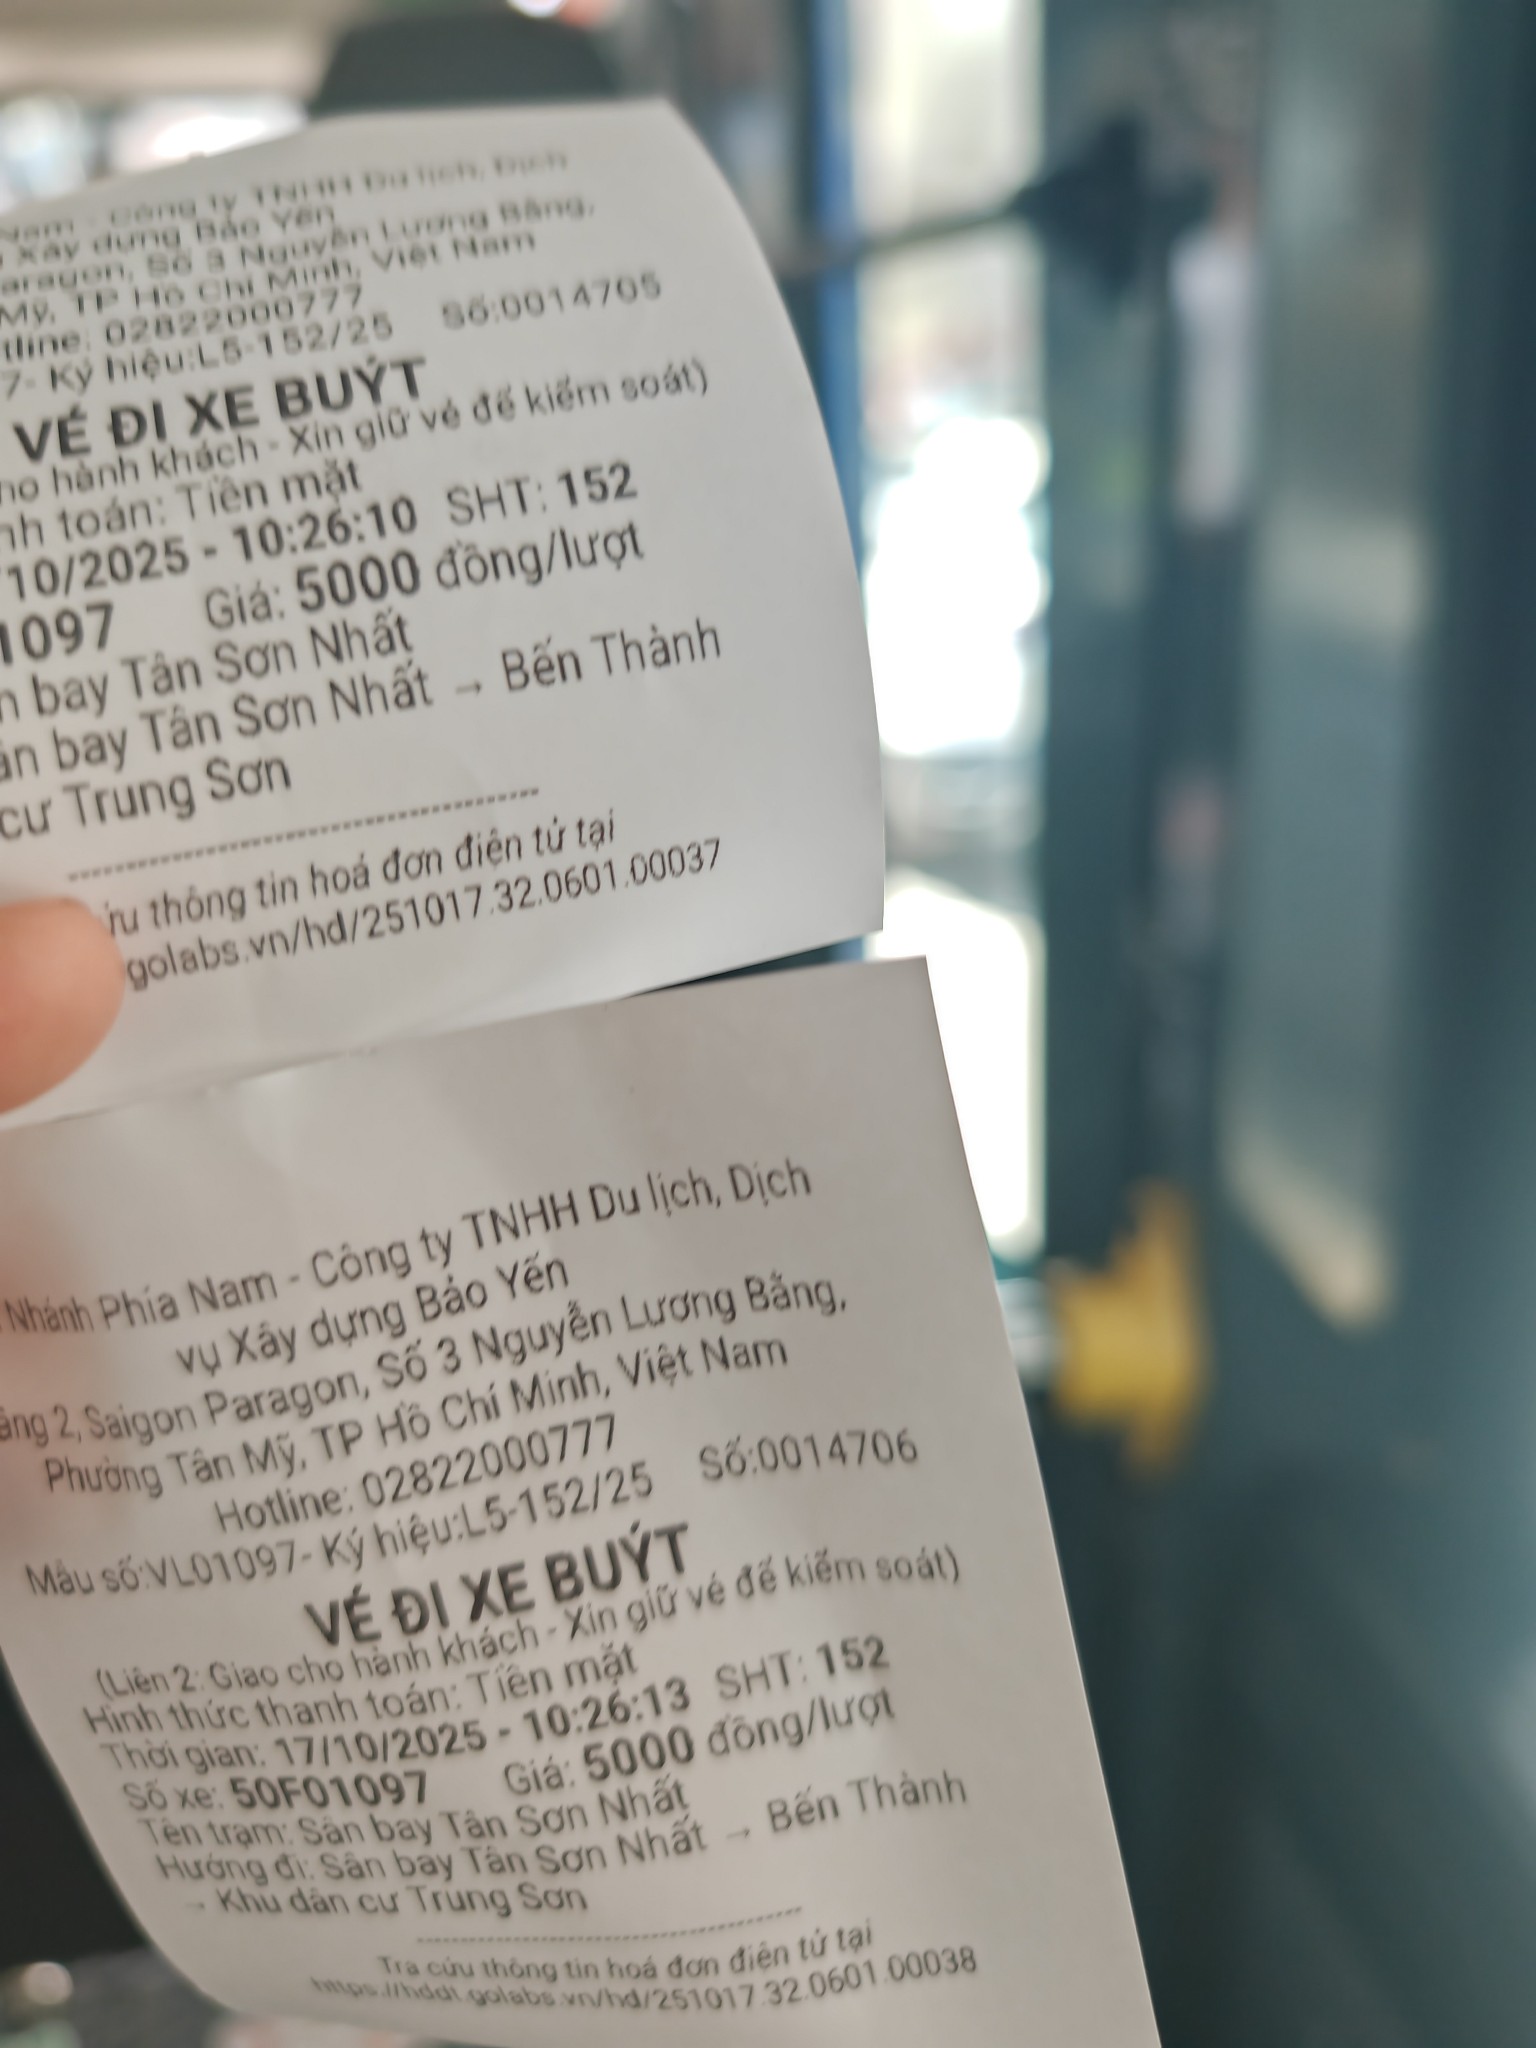 Nam - Công ty TNHH Du lịch, Dịch
Xây dựng Bảo Yến
aragon, Số 3 Nguyễn Lương Bằng,
Mỹ, TP Hồ Chí Minh, Việt Nam
tline: 02822000777
7- Ký hiệu:L5-152/25 Số:0014705
VÉ ĐI XE BUÝT
ho hành khách - Xin giữ vé để kiểm soát)
nh toán: Tiền mặt
/10/2025 - 10:26:10 SHT: 152
1097 Giá: 5000 đồng/lượt
n bay Tân Sơn Nhất
ân bay Tân Sơn Nhất → Bến Thành
cư Trung Sơn
ứu thông tin hoá đơn điện tử tại
golabs.vn/hd/251017.32.0601.00037
Nhánh Phía Nam - Công ty TNHH Du lịch, Dịch
vụ Xây dựng Bảo Yến
ầng 2, Saigon Paragon, Số 3 Nguyễn Lương Bằng,
Phường Tân Mỹ, TP Hồ Chí Minh, Việt Nam
Hotline: 02822000777
Mẫu số:VL01097- Ký hiệu:L5-152/25 Số:0014706
VÉ ĐI XE BUÝT
(Liên 2: Giao cho hành khách - Xin giữ vé để kiểm soát)
Hình thức thanh toán: Tiền mặt
Thời gian: 17/10/2025 - 10:26:13 SHT: 152
Số xe: 50F01097 Giá: 5000 đồng/lượt
Tên trạm: Sân bay Tân Sơn Nhất
Hướng đi: Sân bay Tân Sơn Nhất → Bến Thành
→ Khu dân cư Trung Sơn
Tra cứu thông tin hoá đơn điện tử tại
https://hddt.golabs.vn/hd/251017.32.0601.00038